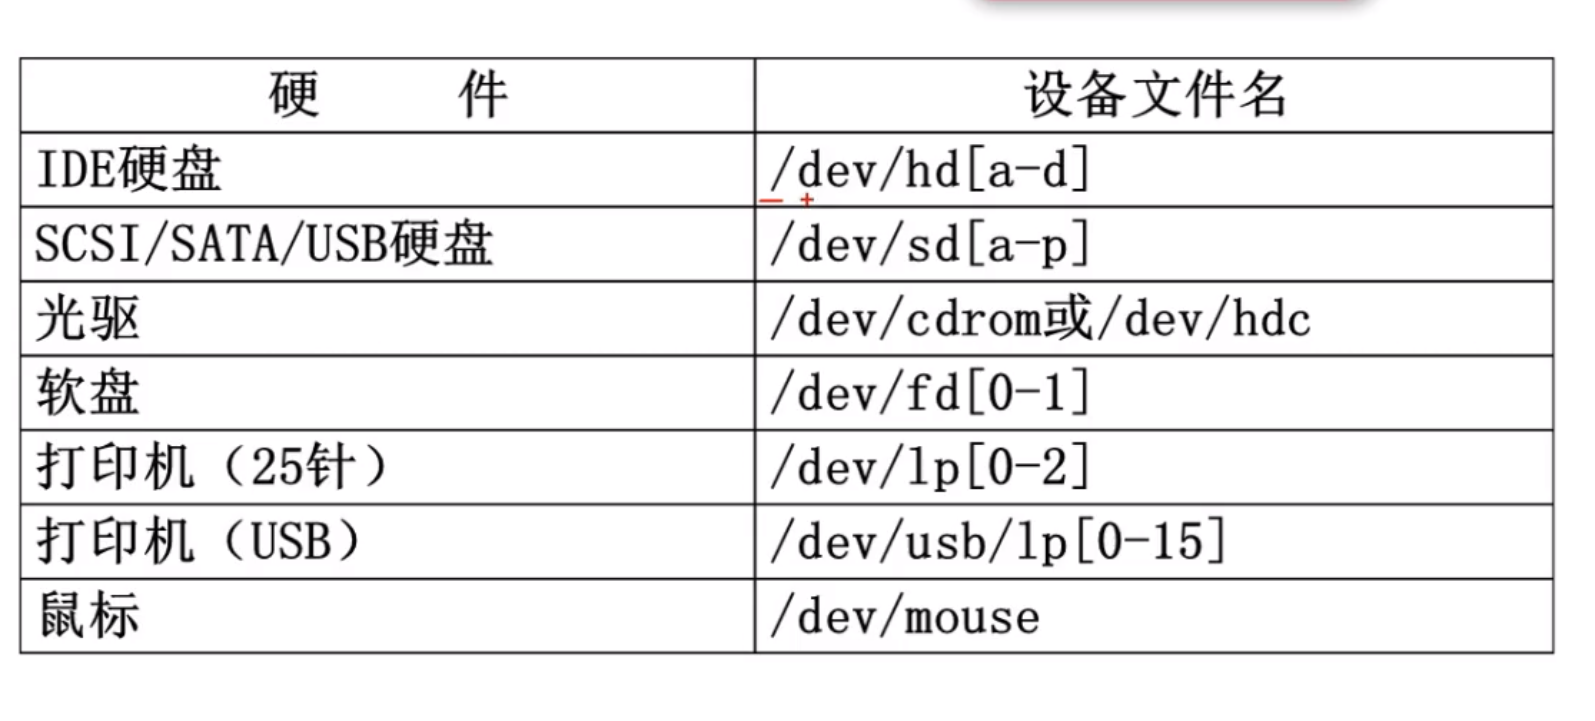 硬 件 设备文件名
IDE硬盘 /dev/hd[a-d]
SCSI/SATA/USB硬盘 /dev/sd[a-p]
光驱 /dev/cdrom或/dev/hdc
软盘 /dev/fd[0-1]
打印机（25针） /dev/lp[0-2]
打印机（USB） /dev/usb/lp[0-15]
鼠标 /dev/mouse